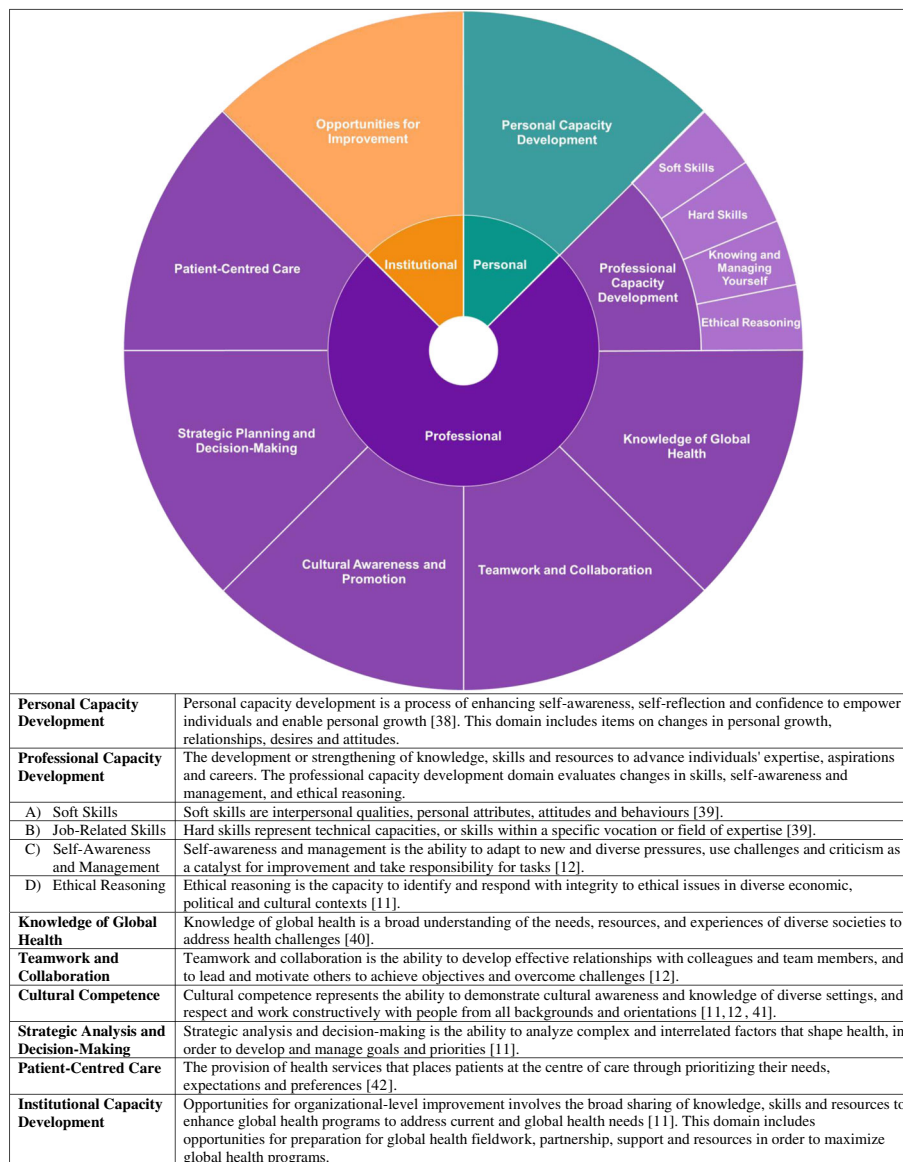 Opportunities for
Improvement
Personal Capacity
Development
Soft Skills
Hard Skills
Patient-Centred Care
Institutional
Personal
Professional
Capacity
Development
Knowing and
Managing
Yourself
Ethical Reasoning
Strategic Planning and
Decision-Making
Professional
Knowledge of Global
Health
Cultural Awareness and
Promotion
Teamwork and Collaboration
Personal Capacity
Development
Personal capacity development is a process of enhancing self-awareness, self-reflection and confidence to empower
individuals and enable personal growth [38]. This domain includes items on changes in personal growth,
relationships, desires and attitudes.
Professional Capacity
Development
The development or strengthening of knowledge, skills and resources to advance individuals' expertise, aspirations
and careers. The professional capacity development domain evaluates changes in skills, self-awareness and
management, and ethical reasoning.
A) Soft Skills
Soft skills are interpersonal qualities, personal attributes, attitudes and behaviours [39].
B) Job-Related Skills
Hard skills represent technical capacities, or skills within a specific vocation or field of expertise [39].
C) Self-Awareness
and Management
Self-awareness and management is the ability to adapt to new and diverse pressures, use challenges and criticism as
a catalyst for improvement and take responsibility for tasks [12].
D) Ethical Reasoning
Ethical reasoning is the capacity to identify and respond with integrity to ethical issues in diverse economic,
political and cultural contexts [11].
Knowledge of Global
Health
Knowledge of global health is a broad understanding of the needs, resources, and experiences of diverse societies to
address health challenges [40].
Teamwork and
Collaboration
Teamwork and collaboration is the ability to develop effective relationships with colleagues and team members, and
to lead and motivate others to achieve objectives and overcome challenges [12].
Cultural Competence
Cultural competence represents the ability to demonstrate cultural awareness and knowledge of diverse settings, and
respect and work constructively with people from all backgrounds and orientations [11, 12, 41].
Strategic Analysis and
Decision-Making
Strategic analysis and decision-making is the ability to analyze complex and interrelated factors that shape health, in
order to develop and manage goals and priorities [11].
Patient-Centred Care
The provision of health services that places patients at the centre of care through prioritizing their needs,
expectations and preferences [42].
Institutional Capacity
Development
Opportunities for organizational-level improvement involves the broad sharing of knowledge, skills and resources to
enhance global health programs to address current and global health needs [11]. This domain includes
opportunities for preparation for global health fieldwork, partnership, support and resources in order to maximize
global health programs.